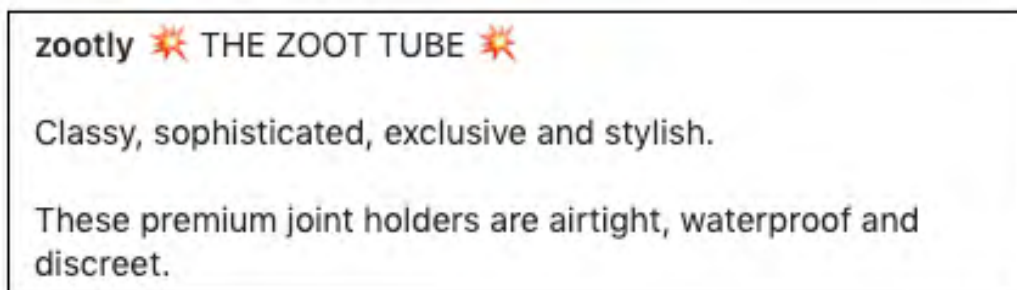 zootly 💥 THE ZOOT TUBE 💥
Classy, sophisticated, exclusive and stylish.
These premium joint holders are airtight, waterproof and
discreet.